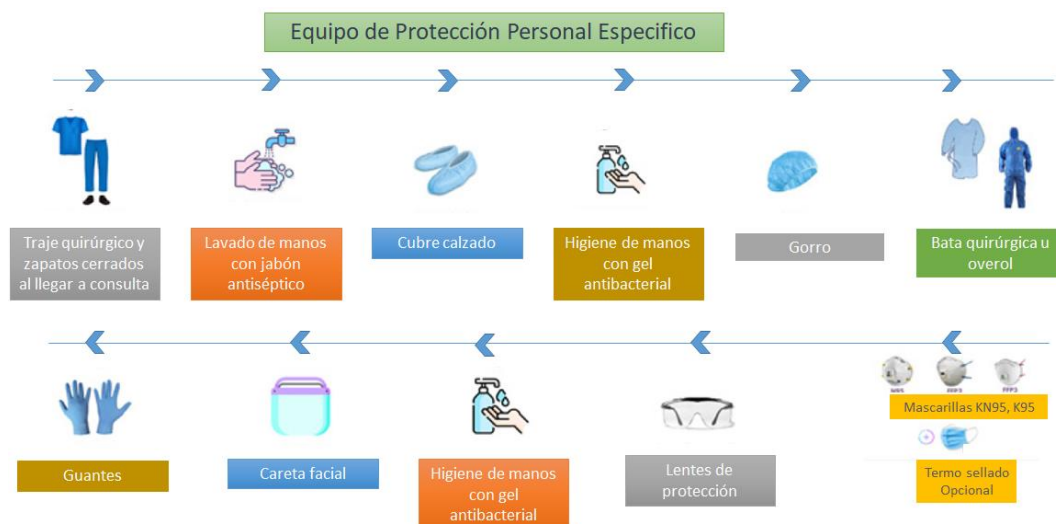 Equipo de Protección Personal Especifico
Traje quirúrgico y
zapatos cerrados
al llegar a consulta
Lavado de manos
con jabón
antiséptico
Cubre calzado
Higiene de manos
con gel
antibacterial
Gorro
Bata quirúrgica u
overol
N95
FFP3
Mascarillas KN95, K95
Termo sellado
Opcional
Lentes de
protección
Higiene de manos
con gel
antibacterial
Careta facial
Guantes